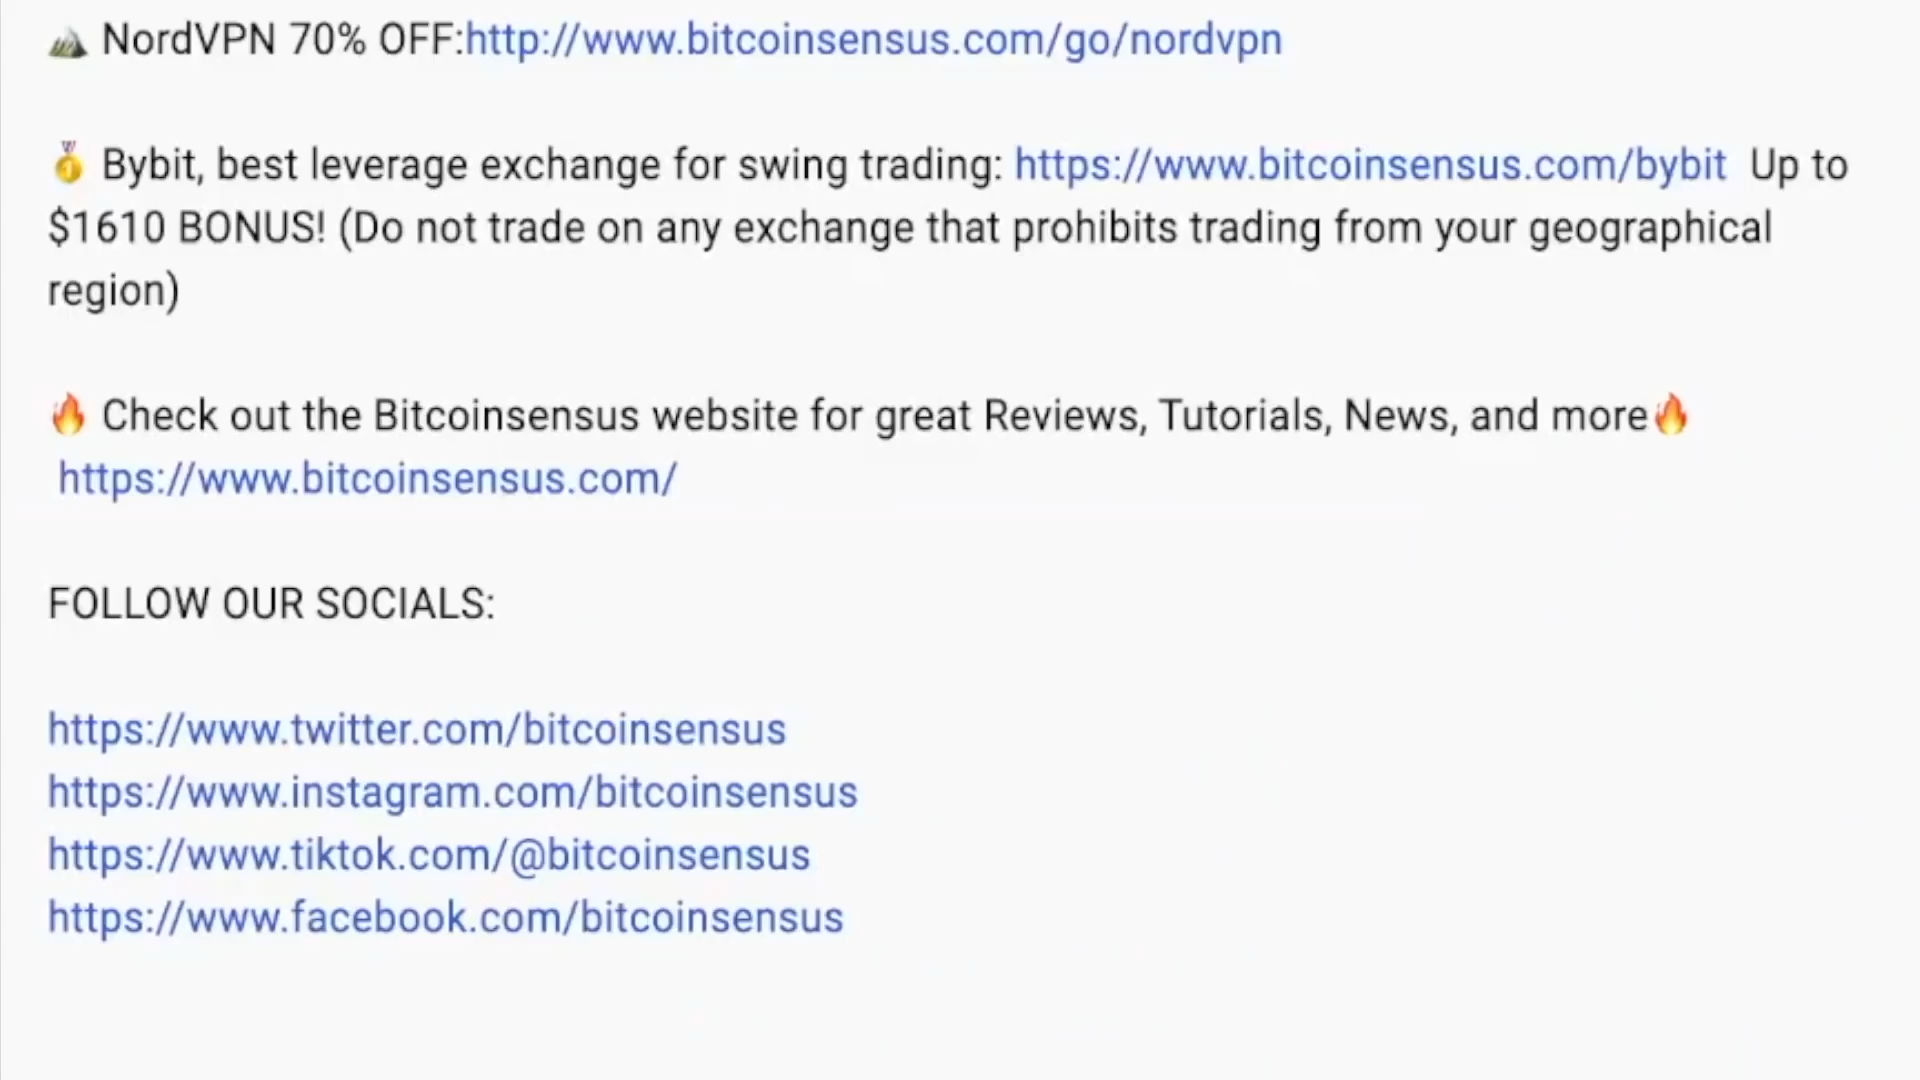 ⛰️ NordVPN 70% OFF:http://www.bitcoinsensus.com/go/nordvpn
🥇 Bybit, best leverage exchange for swing trading: https://www.bitcoinsensus.com/bybit  Up to
$1610 BONUS! (Do not trade on any exchange that prohibits trading from your geographical
region)
🔥 Check out the Bitcoinsensus website for great Reviews, Tutorials, News, and more🔥
https://www.bitcoinsensus.com/
FOLLOW OUR SOCIALS:
https://www.twitter.com/bitcoinsensus
https://www.instagram.com/bitcoinsensus
https://www.tiktok.com/@bitcoinsensus
https://www.facebook.com/bitcoinsensus